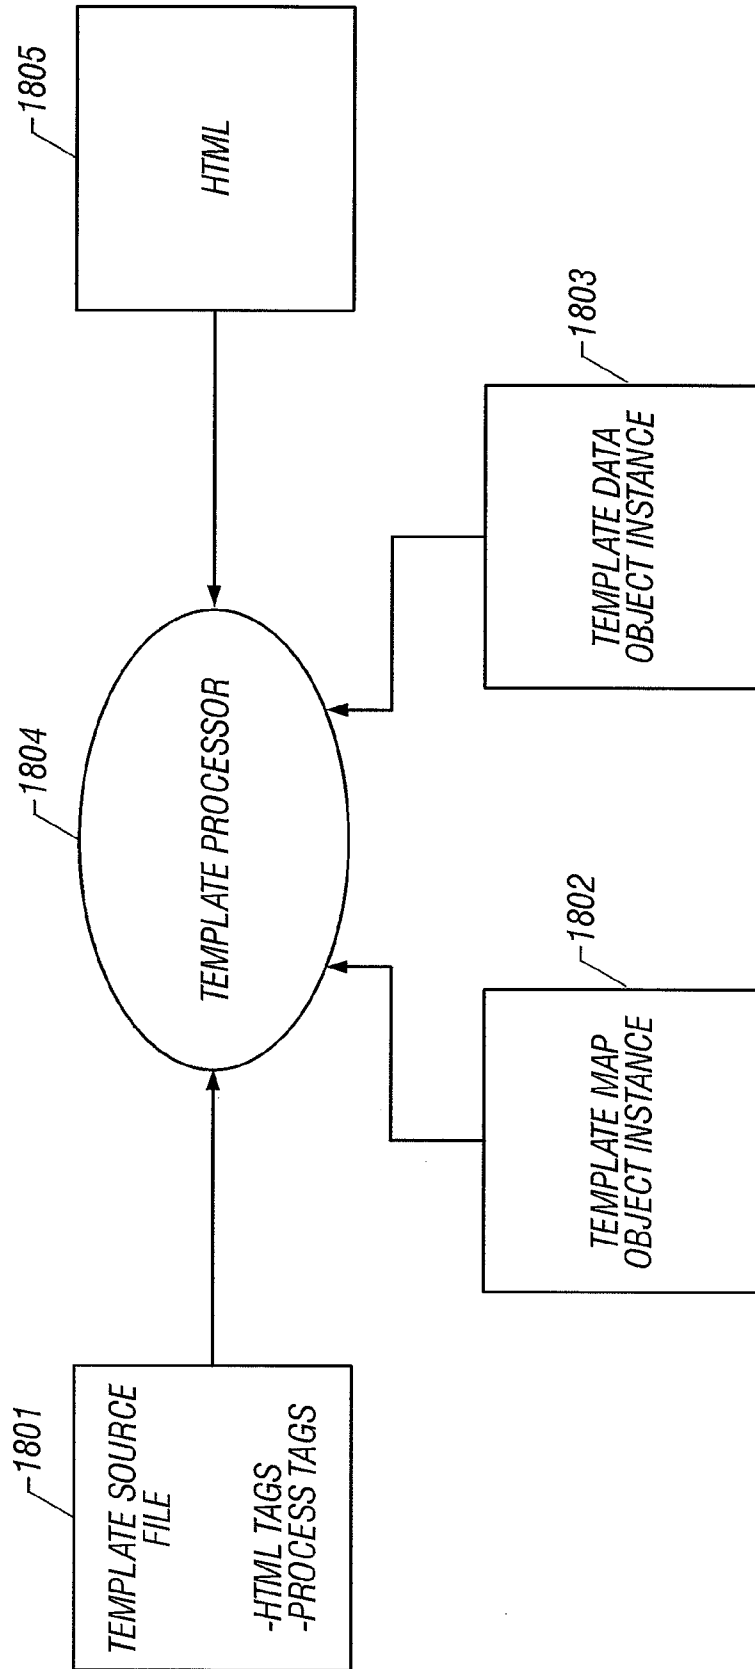 1801
TEMPLATE SOURCE
FILE
-HTML TAGS
-PROCESS TAGS
1804
TEMPLATE PROCESSOR
1805
HTML
1802
TEMPLATE MAP
OBJECT INSTANCE
1803
TEMPLATE DATA
OBJECT INSTANCE